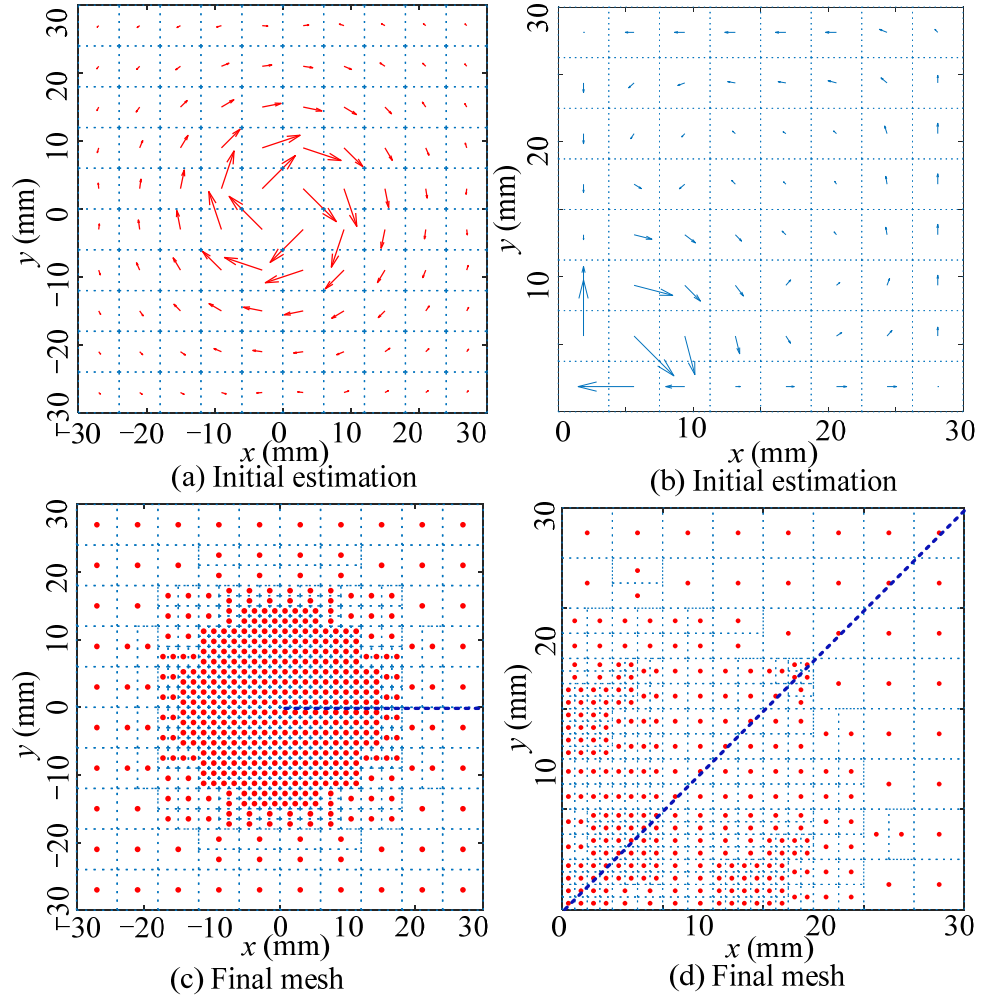 30
20
10
0
−10
−20
−30
y (mm)
−30 −20 −10 0 10 20 30
x (mm)
(a) Initial estimation
30
20
10
y (mm)
0 10 20 30
x (mm)
(b) Initial estimation
30
20
10
0
−10
−20
−30
y (mm)
−30 −20 −10 0 10 20 30
x (mm)
(c) Final mesh
30
20
10
y (mm)
0 10 20 30
x (mm)
(d) Final mesh